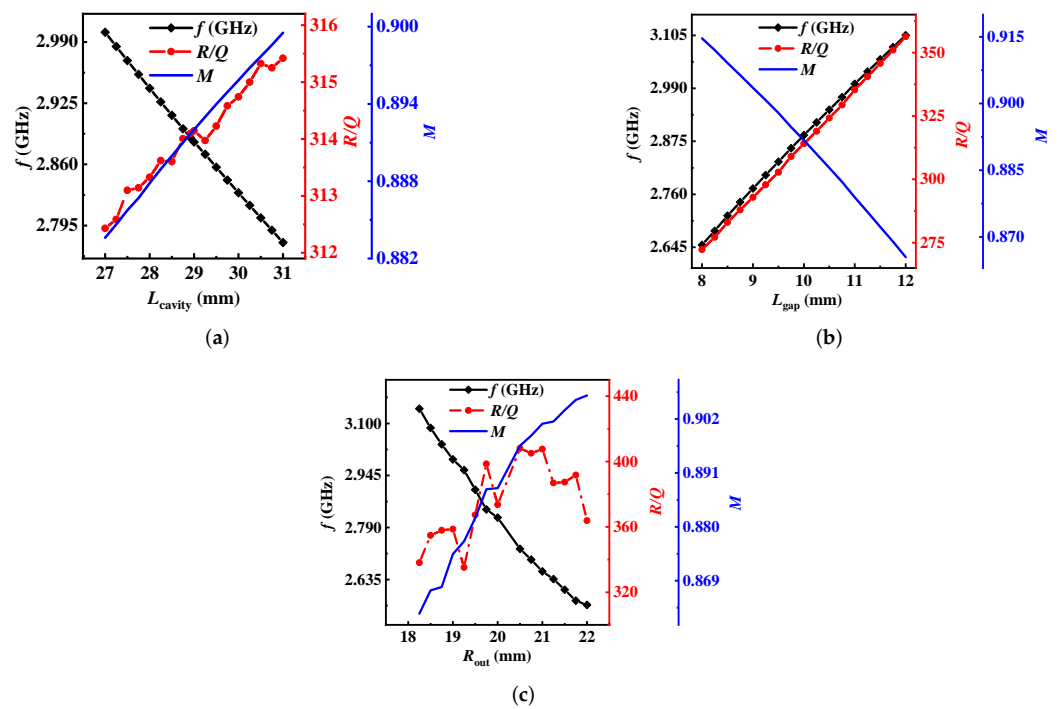 f (GHz)
R/Q
M
2.990
2.925
2.860
2.795
f (GHz)
27 28 29 30 31
L_cavity (mm)
316
315
314
313
312
R/Q
0.900
0.894
0.888
0.882
M
(a)
f (GHz)
R/Q
M
3.105
2.990
2.875
2.760
2.645
f (GHz)
8 9 10 11 12
L_gap (mm)
350
325
300
275
R/Q
0.915
0.900
0.885
0.870
M
(b)
f (GHz)
R/Q
M
3.100
2.945
2.790
2.635
f (GHz)
18 19 20 21 22
R_out (mm)
440
400
360
320
R/Q
0.902
0.891
0.880
0.869
M
(c)